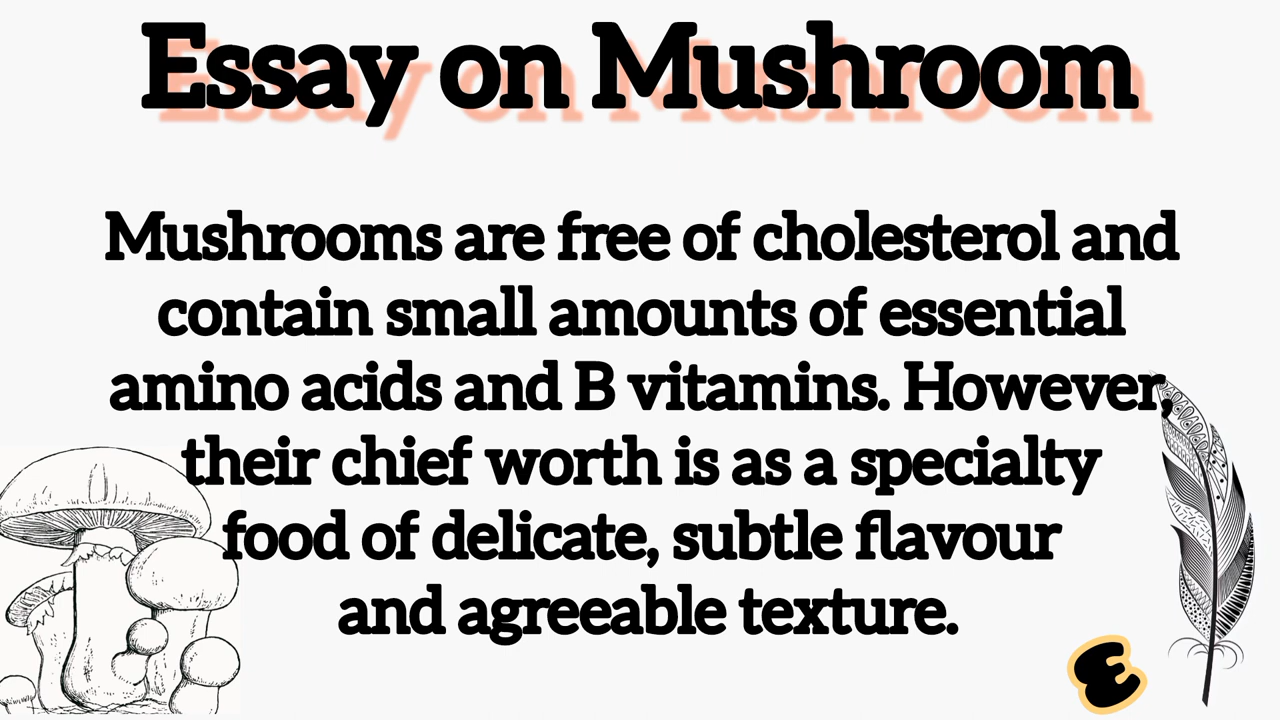 Essay on Mushroom
Mushrooms are free of cholesterol and
contain small amounts of essential
amino acids and B vitamins. However,
their chief worth is as a specialty
food of delicate, subtle flavour
and agreeable texture.
E